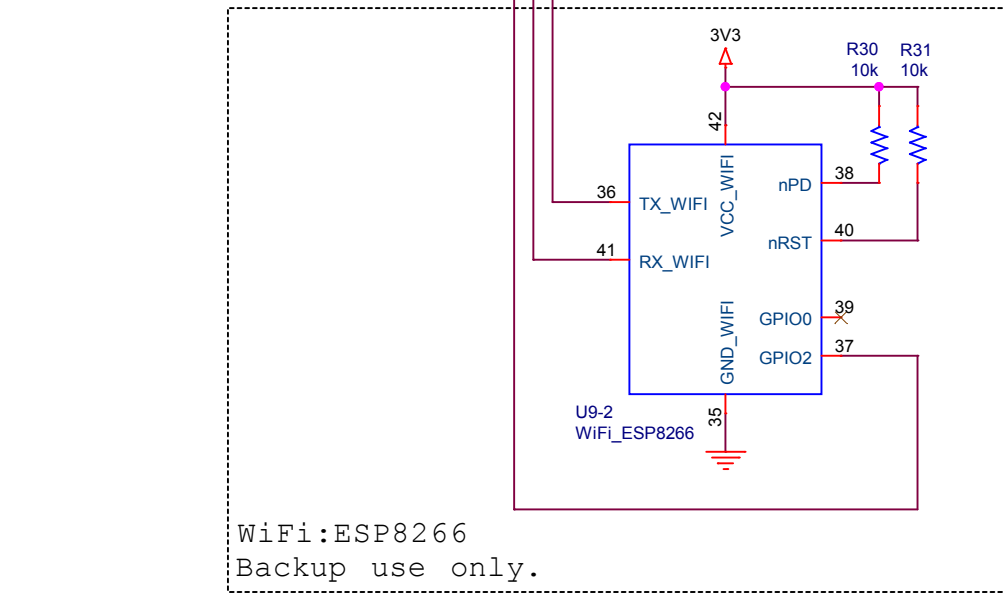 3V3
R30 R31
10k 10k
42
VCC_WIFI
36
TX_WIFI
nPD
38
41
RX_WIFI
nRST
40
GPIO0
39
GND_WIFI
GPIO2
37
U9-2
WiFi_ESP8266
35
WiFi:ESP8266
Backup use only.